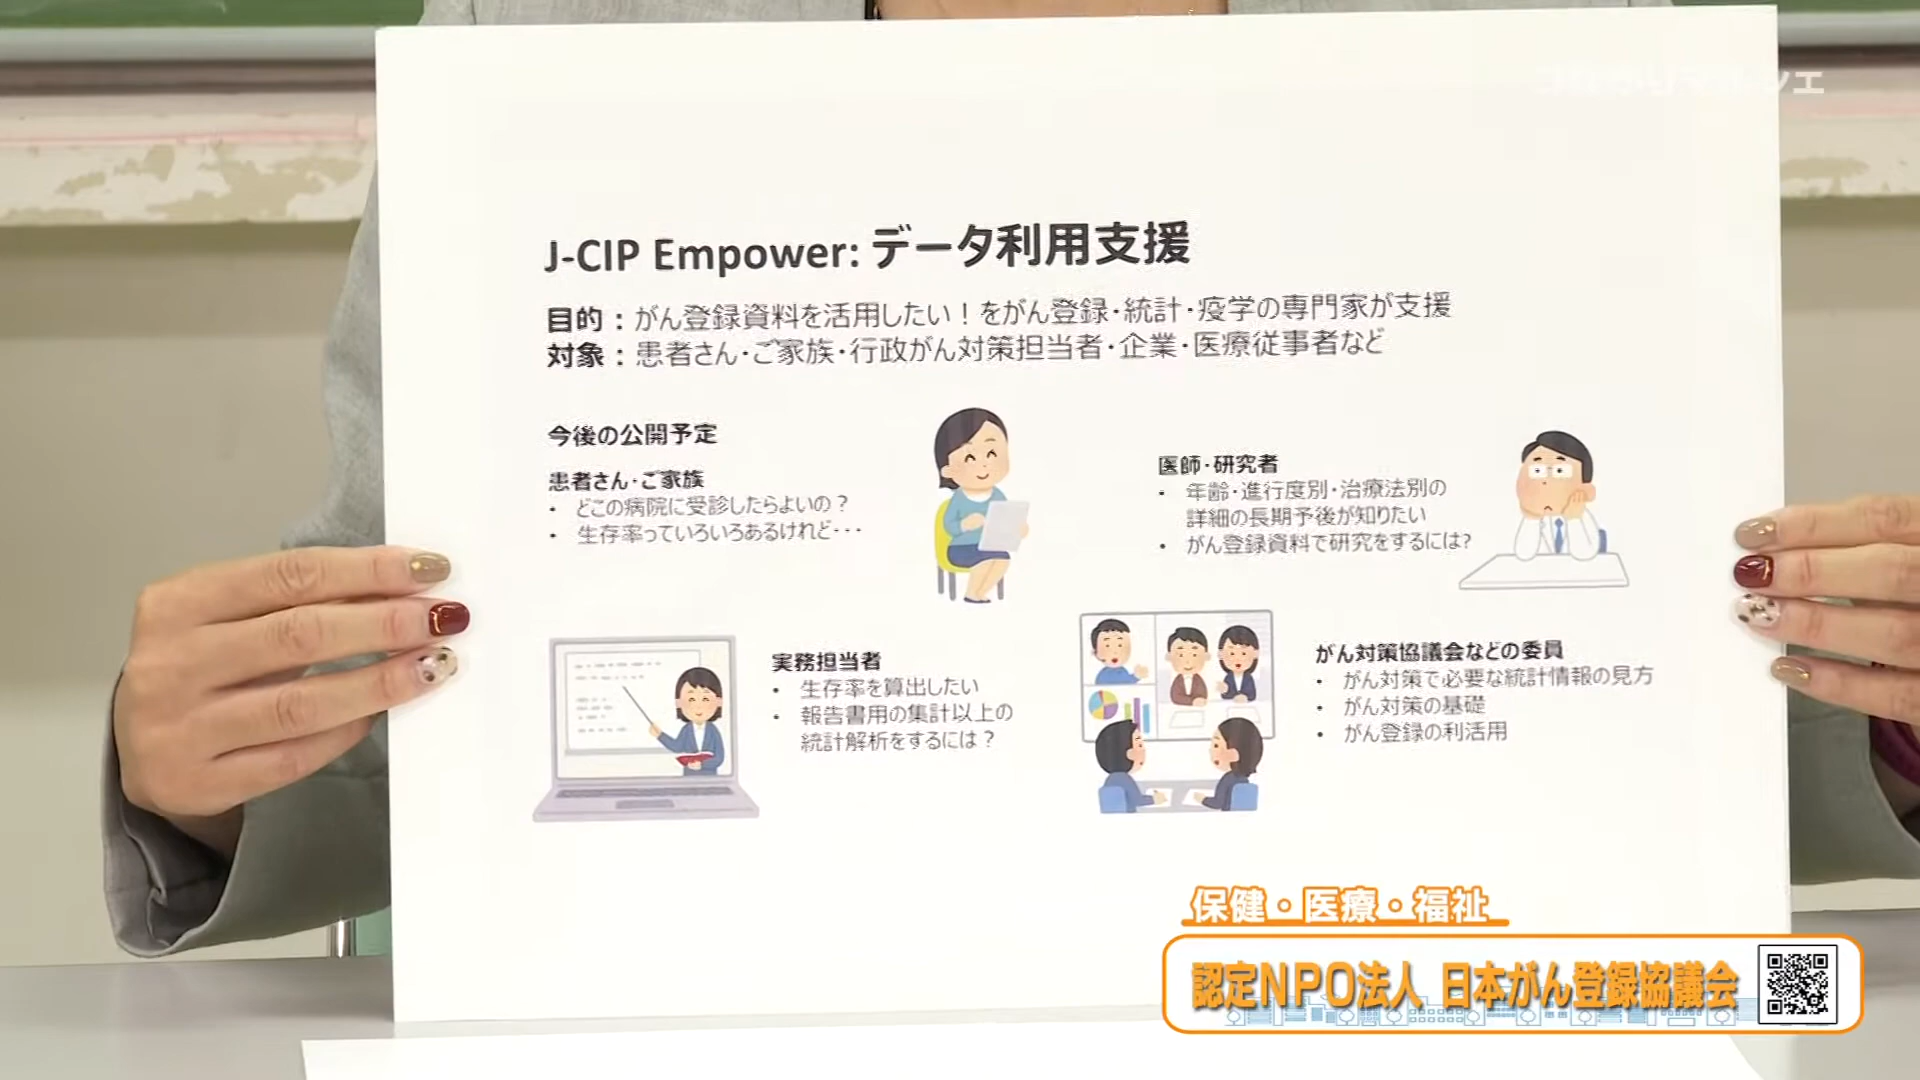 J-CIP Empower: データ利用支援
目的：がん登録資料を活用したい！をがん登録・統計・疫学の専門家が支援
対象：患者さん・ご家族・行政がん対策担当者・企業・医療従事者など
今後の公開予定
患者さん・ご家族
• どこの病院に受診したらよいの？
• 生存率っていろいろあるけれど・・・
医師・研究者
• 年齢・進行度別・治療法別の
詳細の長期予後が知りたい
• がん登録資料で研究をするには?
実務担当者
• 生存率を算出したい
• 報告書用の集計以上の
統計解析をするには？
がん対策協議会などの委員
• がん対策で必要な統計情報の見方
• がん対策の基礎
• がん登録の利活用
保健・医療・福祉
認定NPO法人 日本がん登録協議会